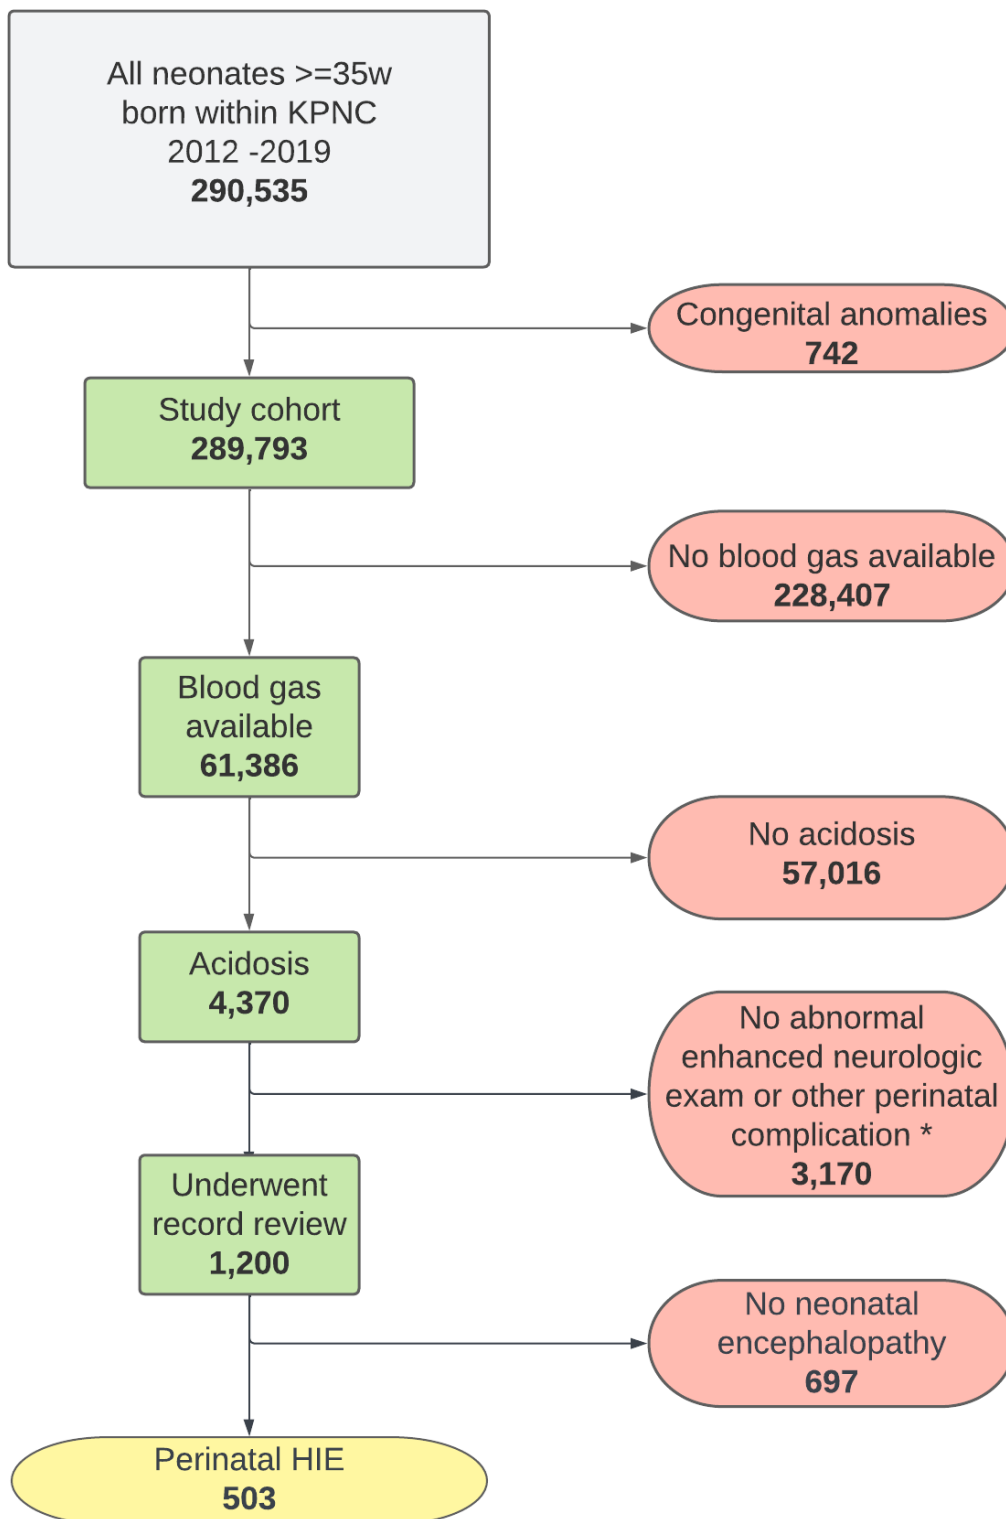 All neonates >=35w
born within KPNC
2012 -2019
290,535
Congenital anomalies
742
Study cohort
289,793
No blood gas available
228,407
Blood gas
available
61,386
No acidosis
57,016
Acidosis
4,370
No abnormal
enhanced neurologic
exam or other perinatal
complication *
3,170
Underwent
record review
1,200
No neonatal
encephalopathy
697
Perinatal HIE
503